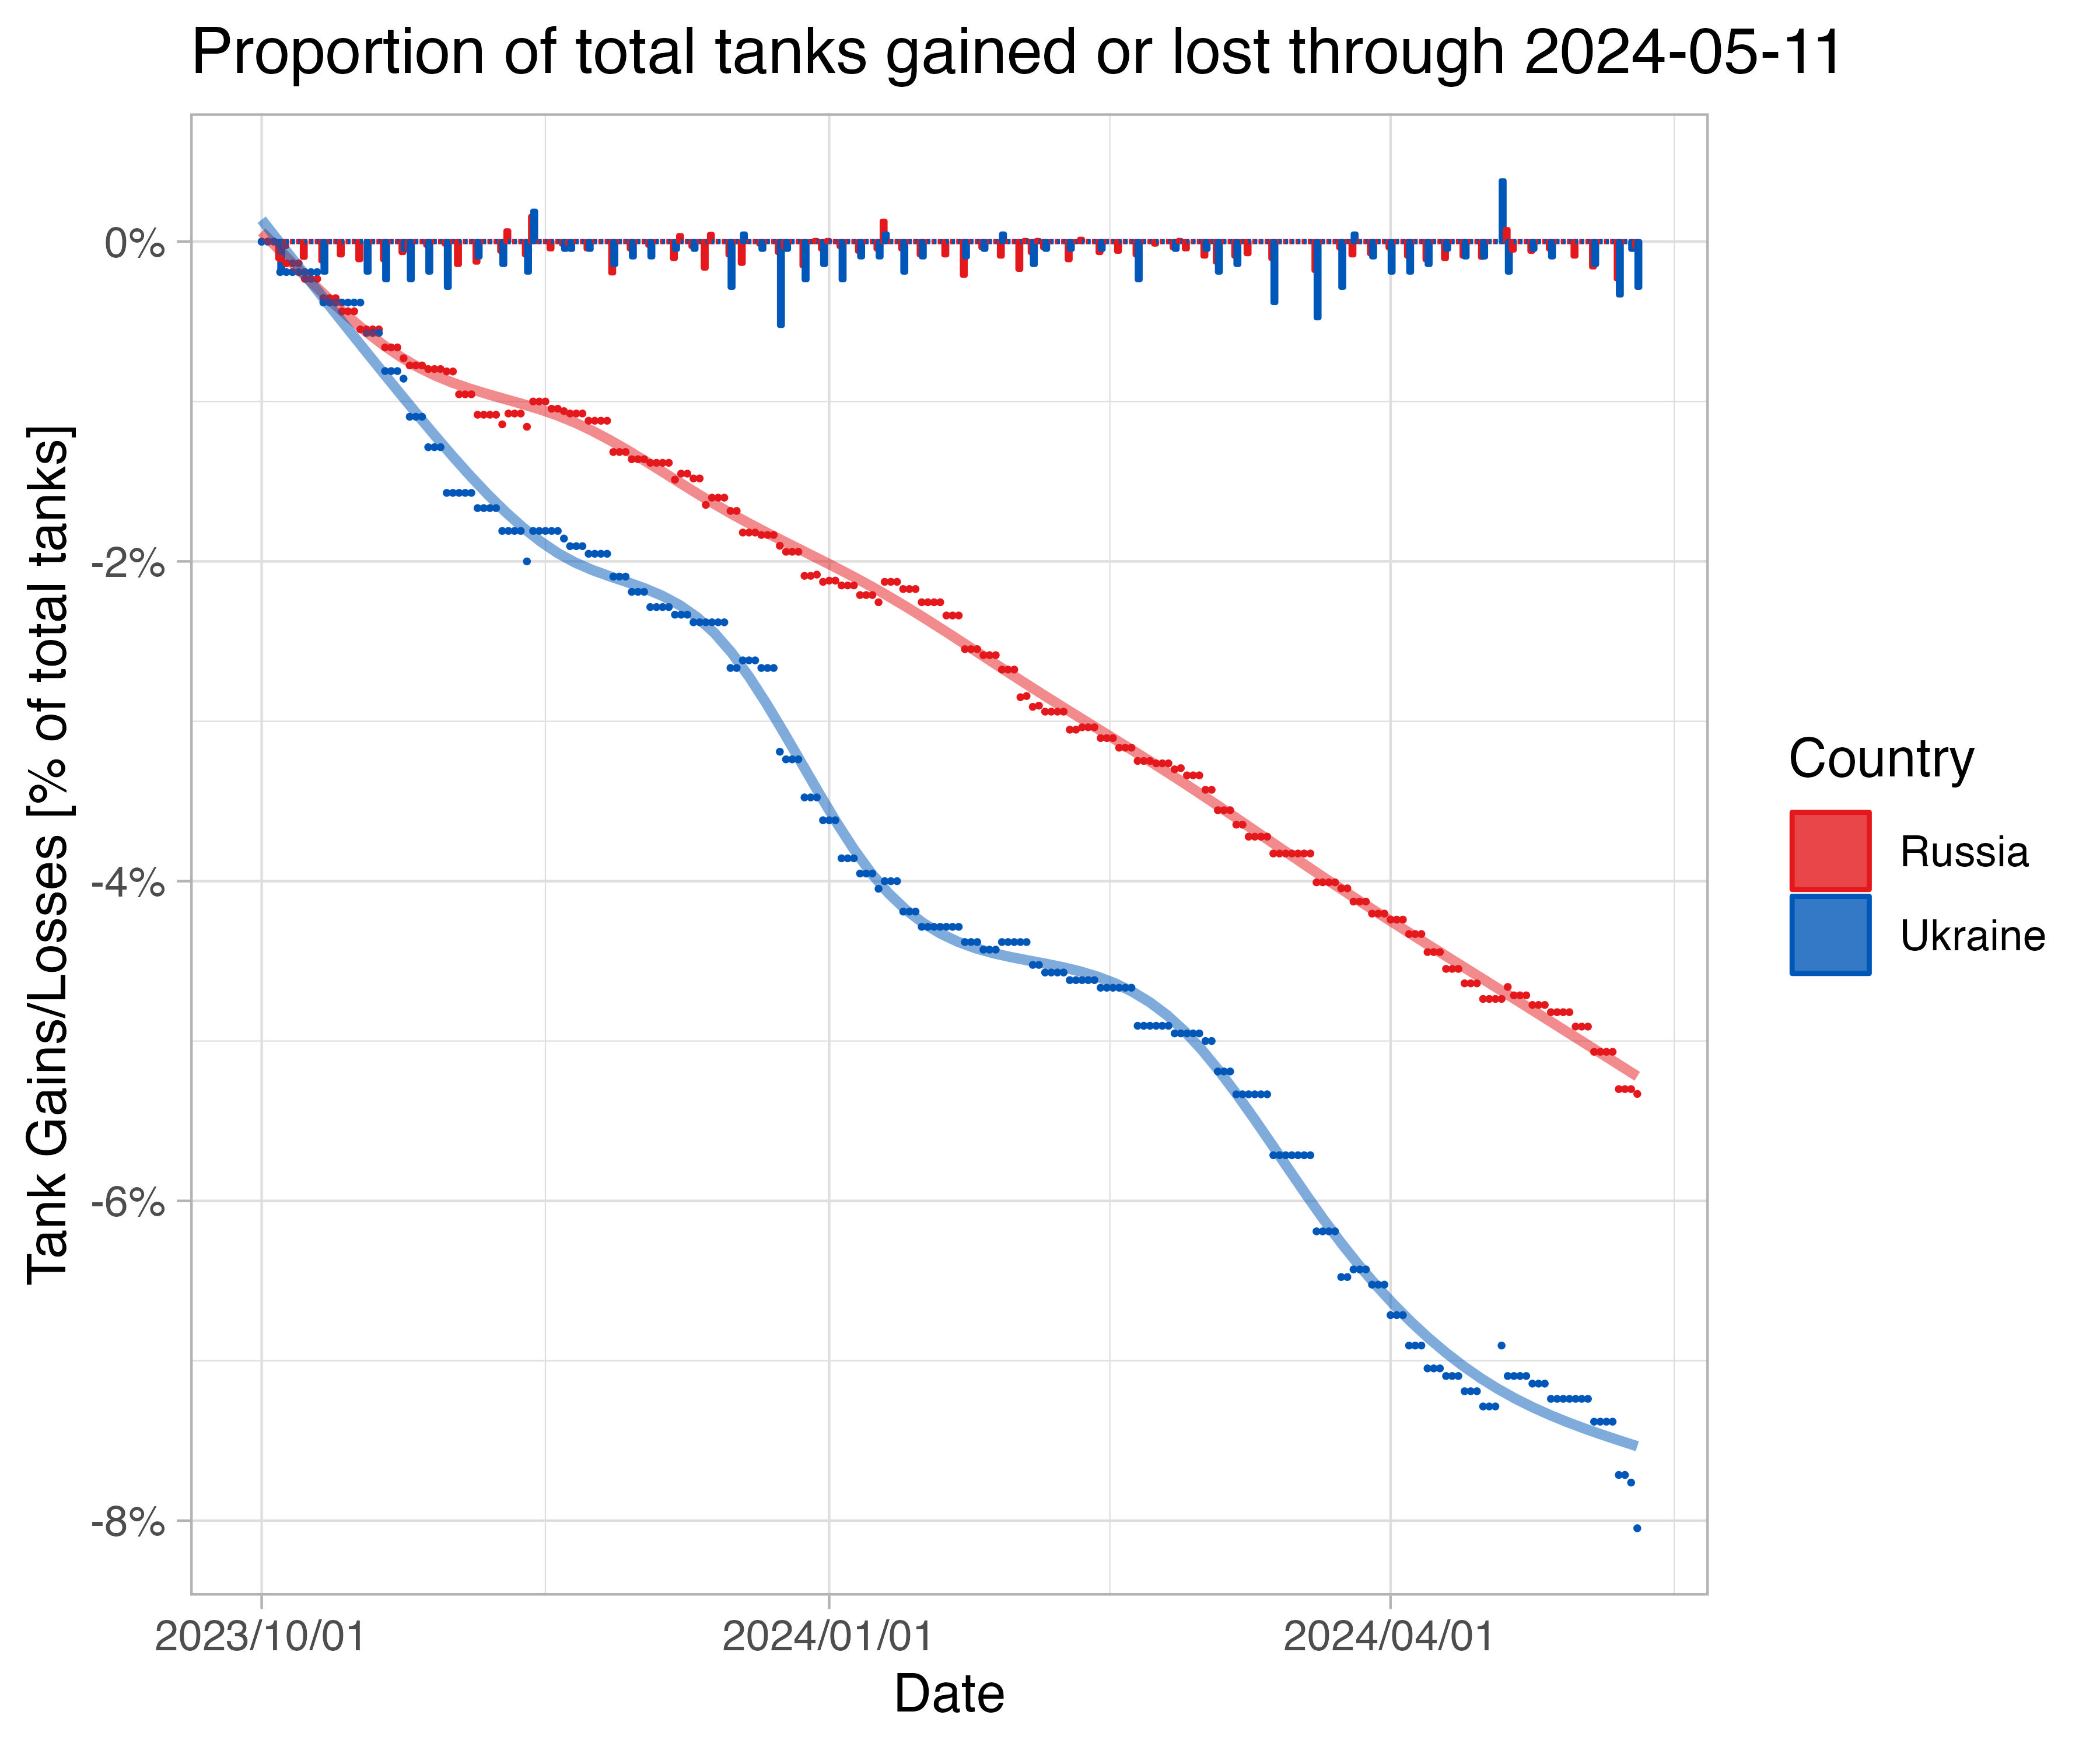 Proportion of total tanks gained or lost through 2024-05-11
Tank Gains/Losses [% of total tanks]
0%
-2%
-4%
-6%
-8%
2023/10/01
2024/01/01
2024/04/01
Date
Country
Russia
Ukraine